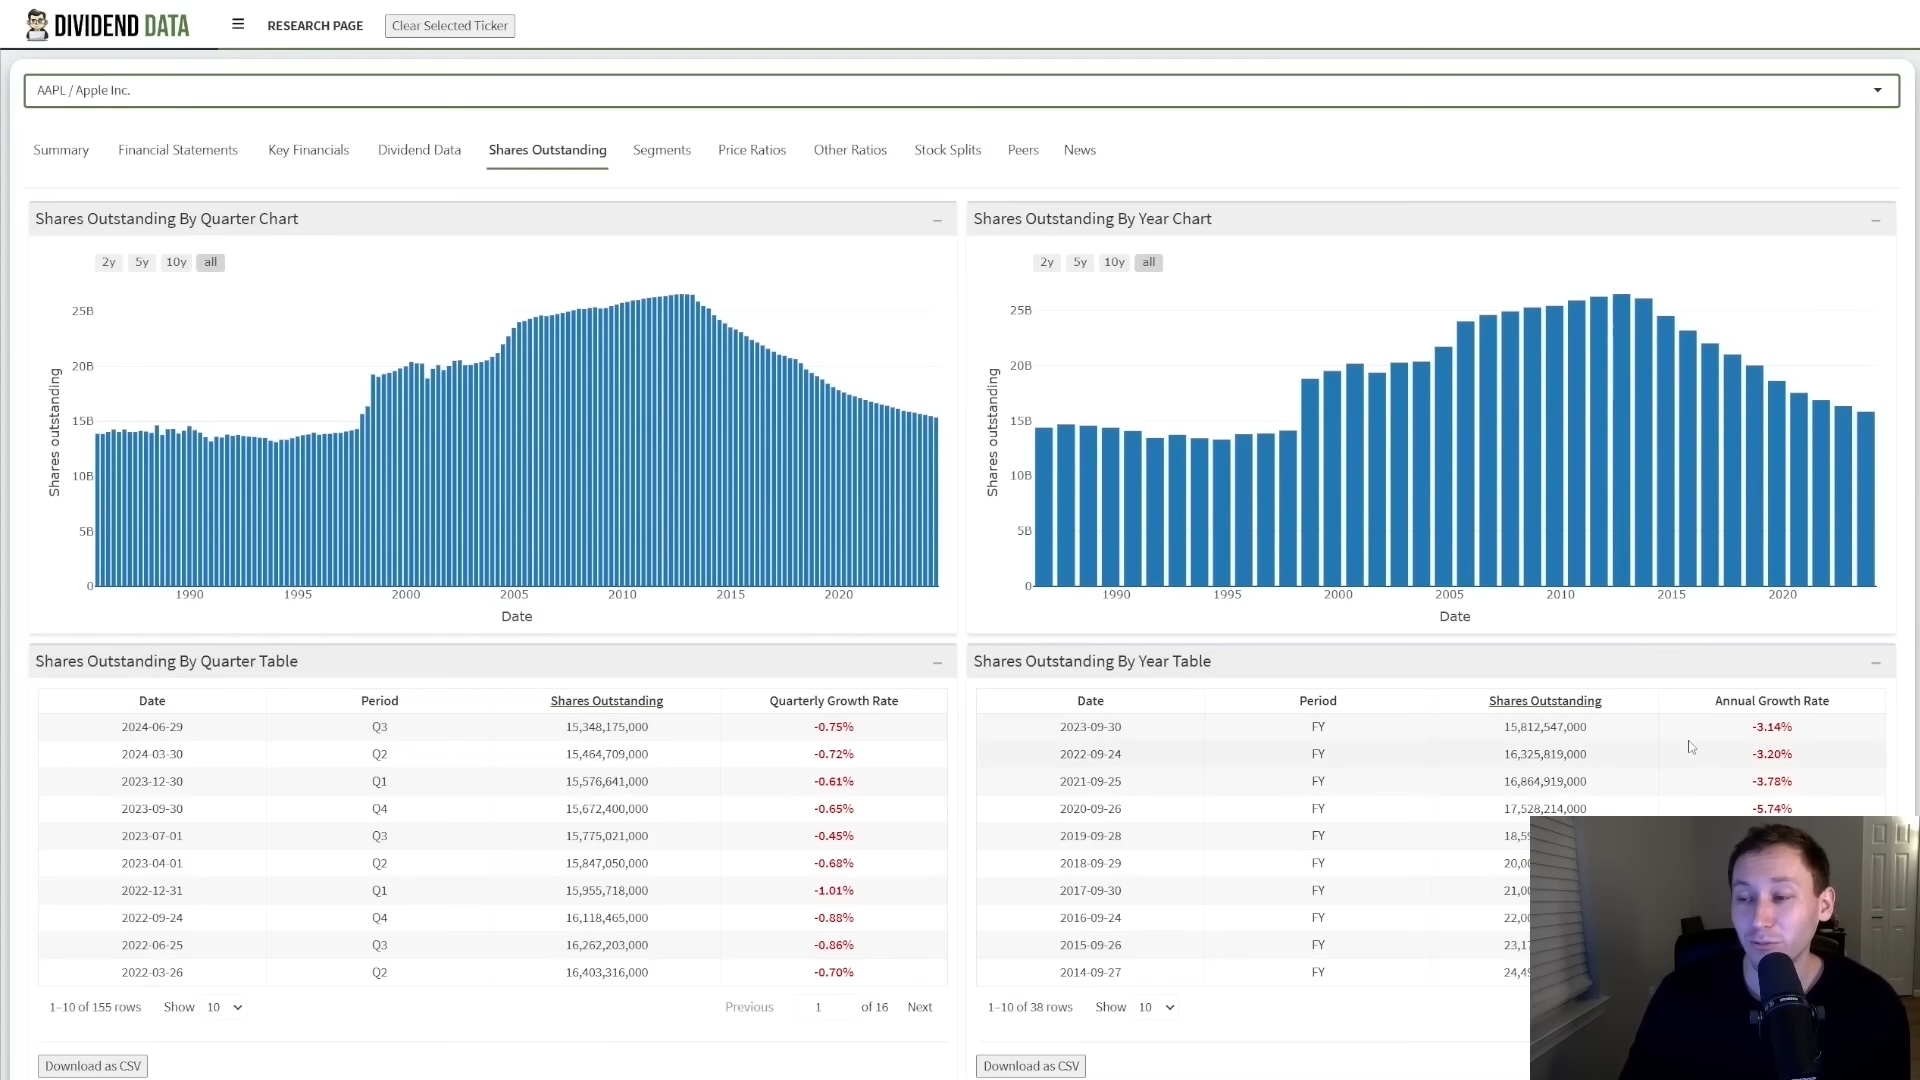 DIVIDEND DATA
RESEARCH PAGE
Clear Selected Ticker
AAPL / Apple Inc.
Summary Financial Statements Key Financials Dividend Data Shares Outstanding Segments Price Ratios Other Ratios Stock Splits Peers News
Shares Outstanding By Quarter Chart
2y 5y 10y all
25B
20B
15B
10B
5B
0
Shares outstanding
1990 1995 2000 2005 2010 2015 2020
Date
Shares Outstanding By Year Chart
2y 5y 10y all
25B
20B
15B
10B
5B
0
Shares outstanding
1990 1995 2000 2005 2010 2015 2020
Date
Shares Outstanding By Quarter Table
Date Period Shares Outstanding Quarterly Growth Rate
2024-06-29 Q3 15,348,175,000 -0.75%
2024-03-30 Q2 15,464,709,000 -0.72%
2023-12-30 Q1 15,576,641,000 -0.61%
2023-09-30 Q4 15,672,400,000 -0.65%
2023-07-01 Q3 15,775,021,000 -0.45%
2023-04-01 Q2 15,847,050,000 -0.68%
2022-12-31 Q1 15,955,718,000 -1.01%
2022-09-24 Q4 16,118,465,000 -0.88%
2022-06-25 Q3 16,262,203,000 -0.86%
2022-03-26 Q2 16,403,316,000 -0.70%
1–10 of 155 rows Show 10 Previous 1 of 16 Next
Download as CSV
Shares Outstanding By Year Table
Date Period Shares Outstanding Annual Growth Rate
2023-09-30 FY 15,812,547,000 -3.14%
2022-09-24 FY 16,325,819,000 -3.20%
2021-09-25 FY 16,864,919,000 -3.78%
2020-09-26 FY 17,528,214,000 -5.74%
2019-09-28 FY 18,5
2018-09-29 FY 20,00
2017-09-30 FY 21,00
2016-09-24 FY 22,00
2015-09-26 FY 23,17
2014-09-27 FY 24,4
1–10 of 38 rows Show 10
Download as CSV